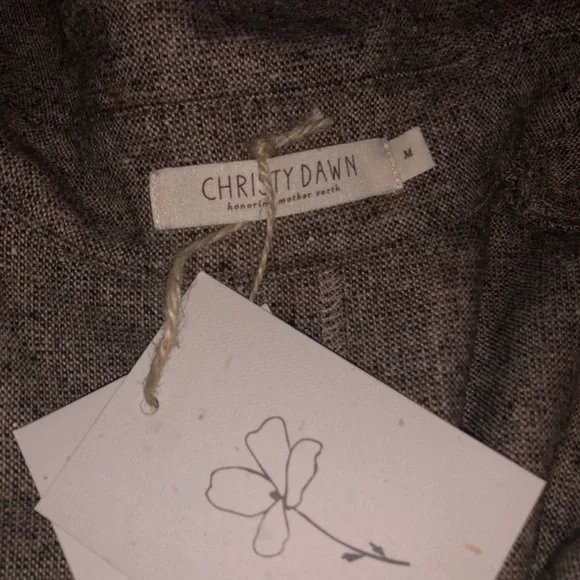 CHRISTY DAWN
honoring mother earth
M